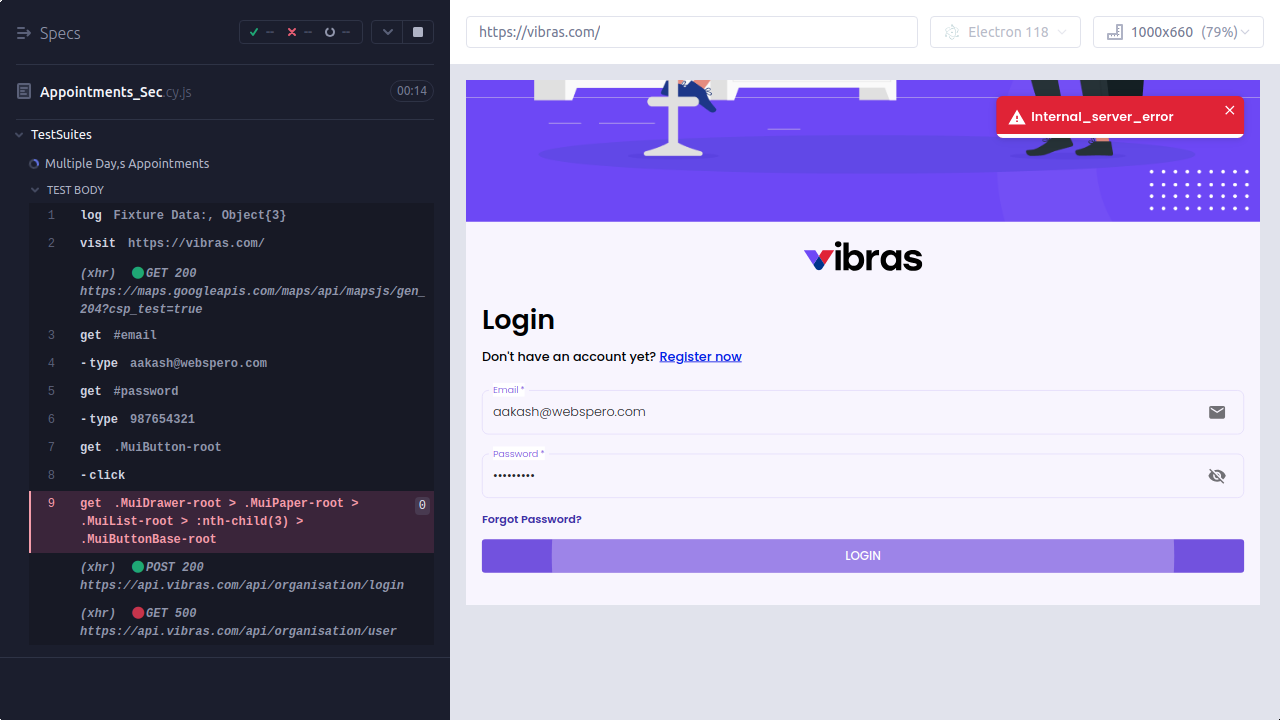 Specs
-- -- --
Appointments_Sec.cy.js 00:14
TestSuites
Multiple Day,s Appointments
TEST BODY
1 log Fixture Data:, Object{3}
2 visit https://vibras.com/
(xhr) GET 200
https://maps.googleapis.com/maps/api/mapsjs/gen_
204?csp_test=true
3 get #email
4 -type aakash@webspero.com
5 get #password
6 -type 987654321
7 get .MuiButton-root
8 -click
9 get .MuiDrawer-root > .MuiPaper-root > 0
.MuiList-root > :nth-child(3) >
.MuiButtonBase-root
(xhr) POST 200
https://api.vibras.com/api/organisation/login
(xhr) GET 500
https://api.vibras.com/api/organisation/user
https://vibras.com/
Electron 118
1000x660 (79%)
Internal_server_error
vibras
Login
Don't have an account yet? Register now
Email *
aakash@webspero.com
Password *
•••••••••
Forgot Password?
LOGIN